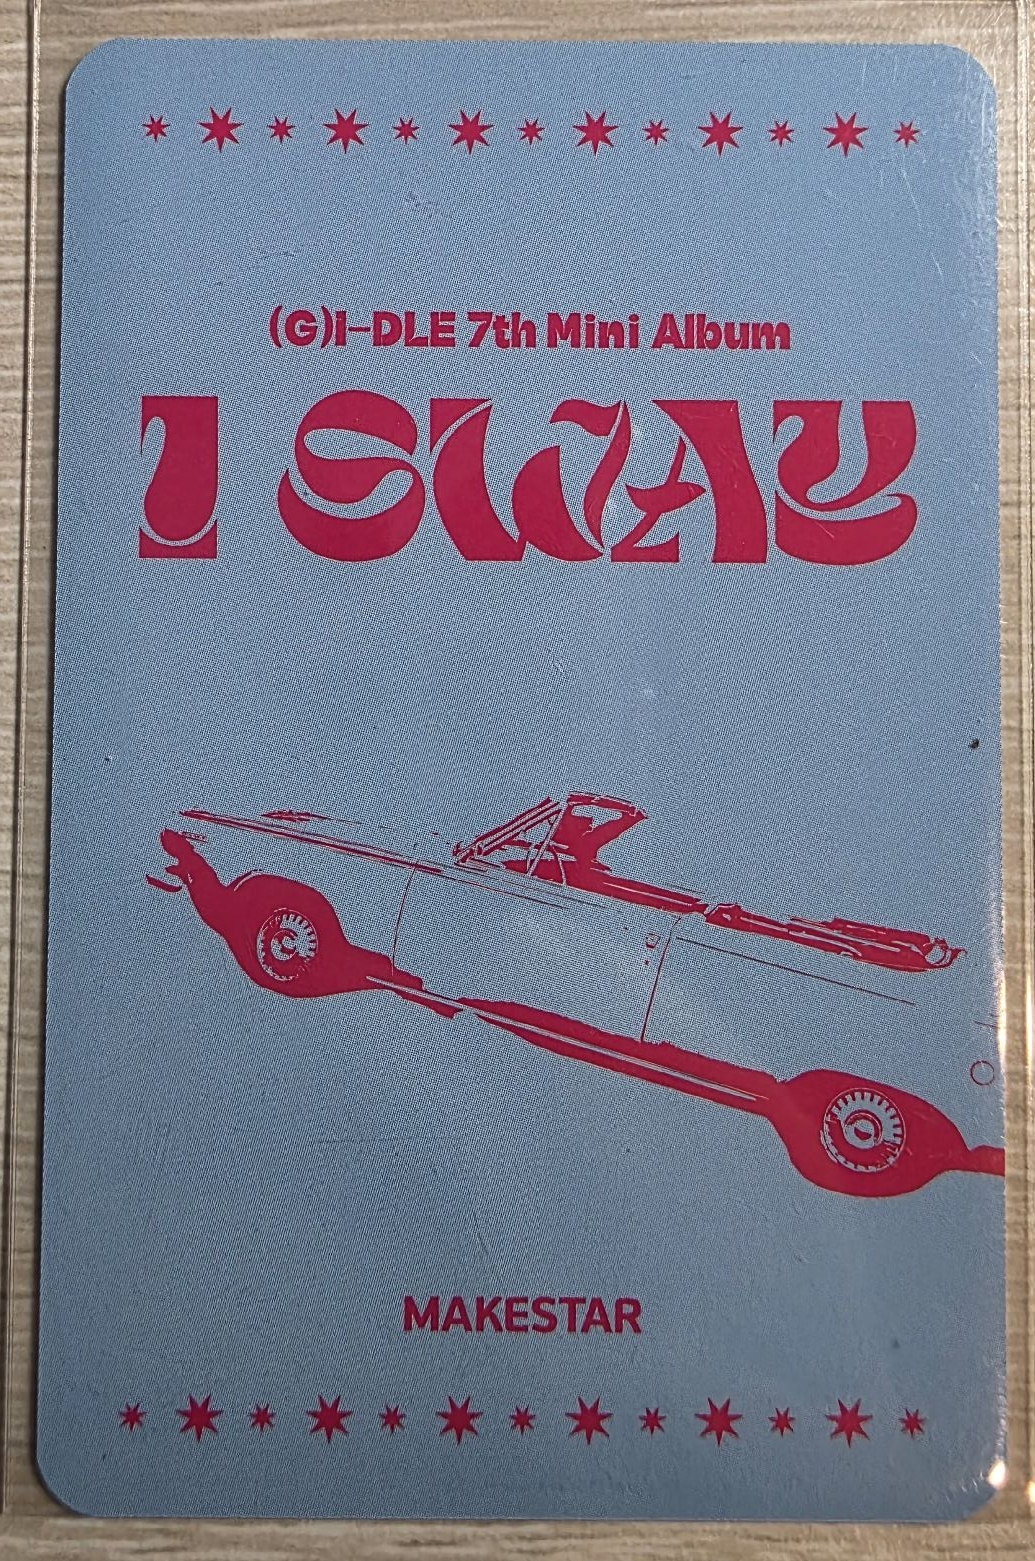 (G)I-DLE 7th Mini Album
I SWAY
MAKESTAR